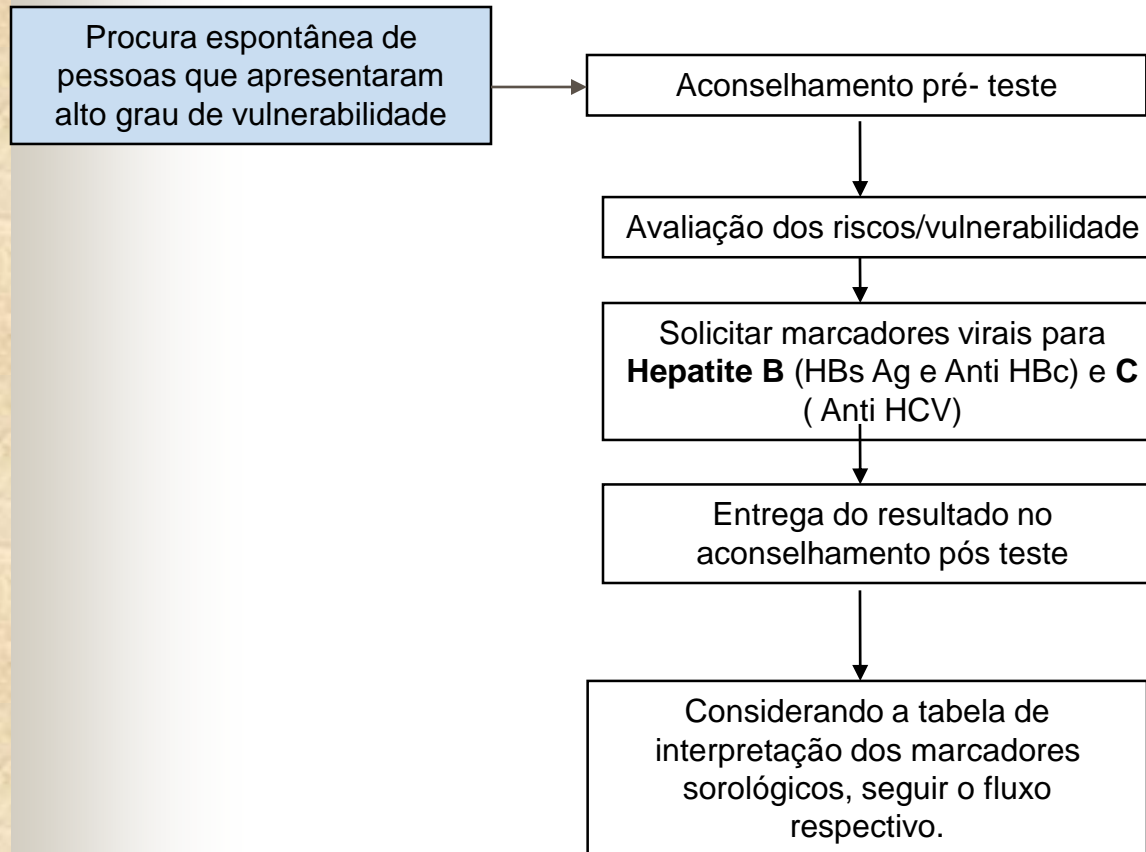 Procura espontânea de
pessoas que apresentaram
alto grau de vulnerabilidade
Aconselhamento pré- teste
Avaliação dos riscos/vulnerabilidade
Solicitar marcadores virais para
Hepatite B (HBs Ag e Anti HBc) e C
( Anti HCV)
Entrega do resultado no
aconselhamento pós teste
Considerando a tabela de
interpretação dos marcadores
sorológicos, seguir o fluxo
respectivo.